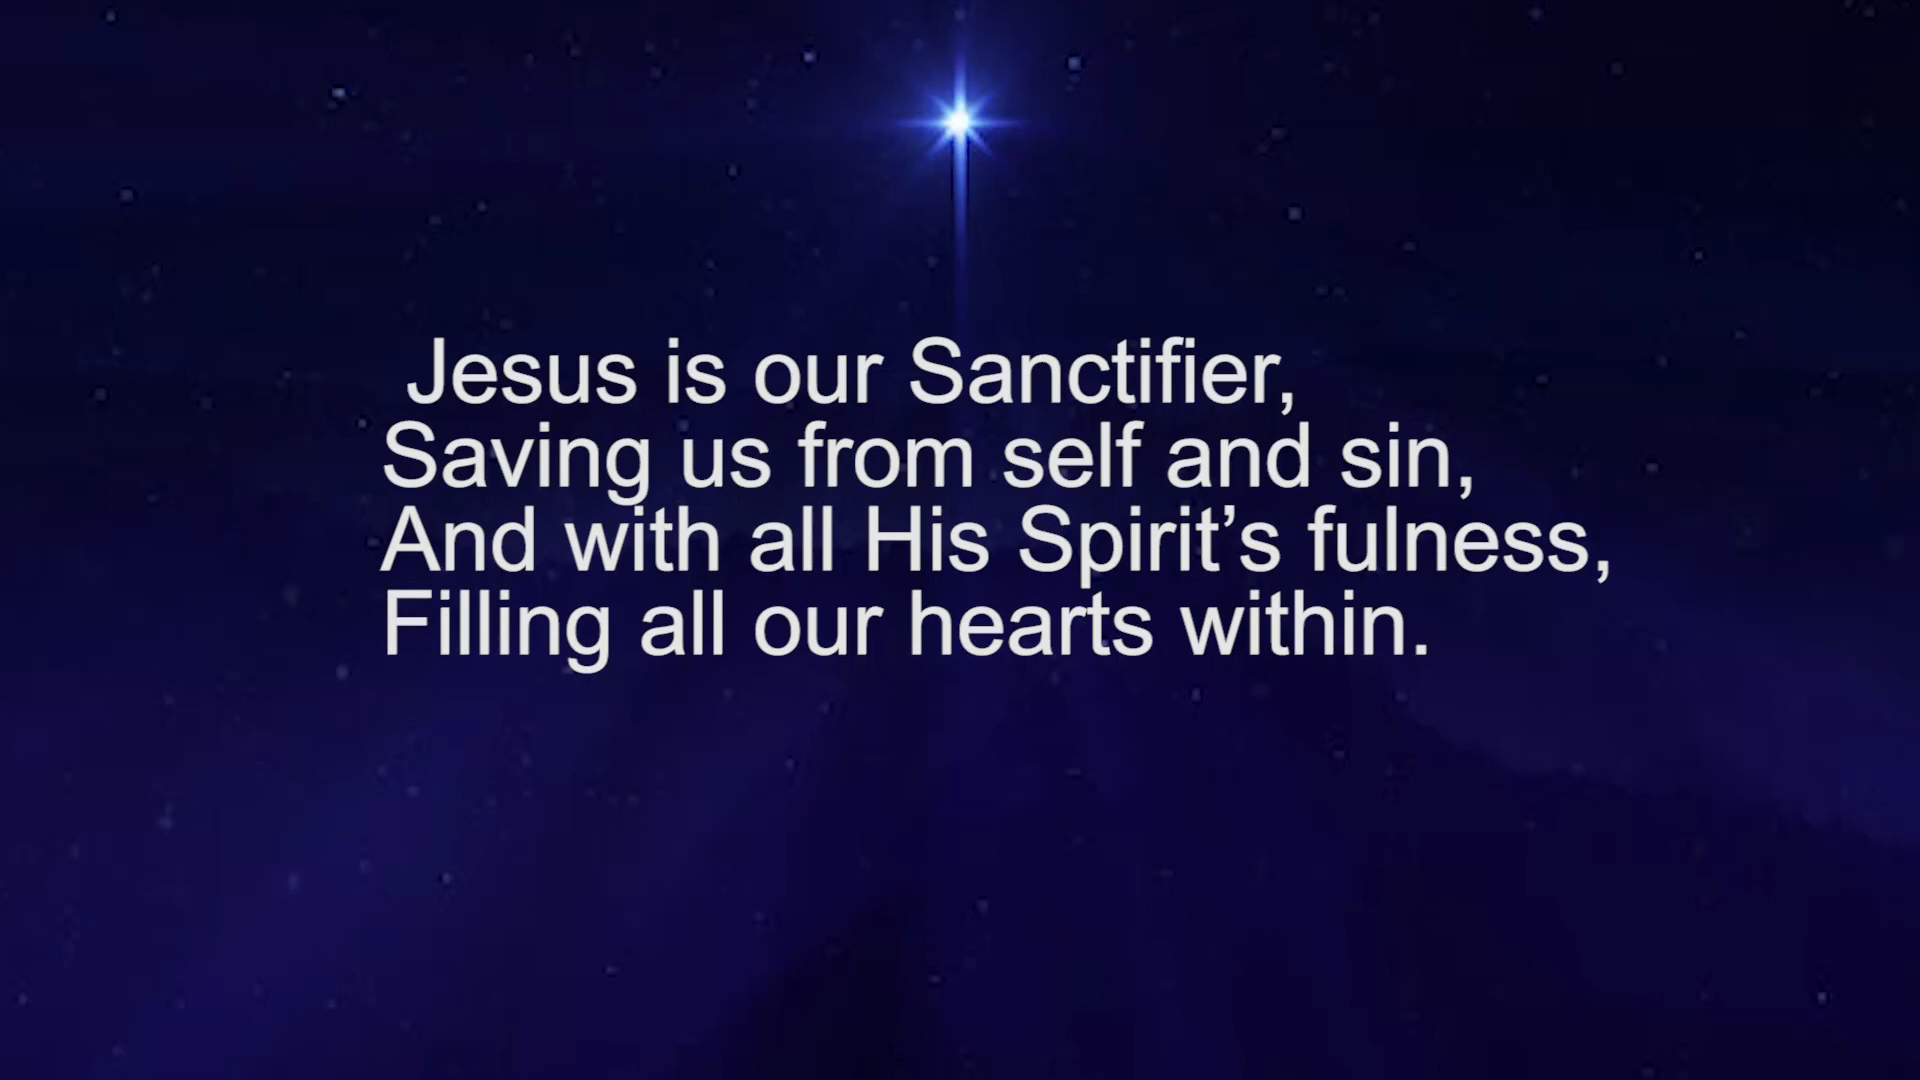 Jesus is our Sanctifier,
Saving us from self and sin,
And with all His Spirit’s fulness,
Filling all our hearts within.